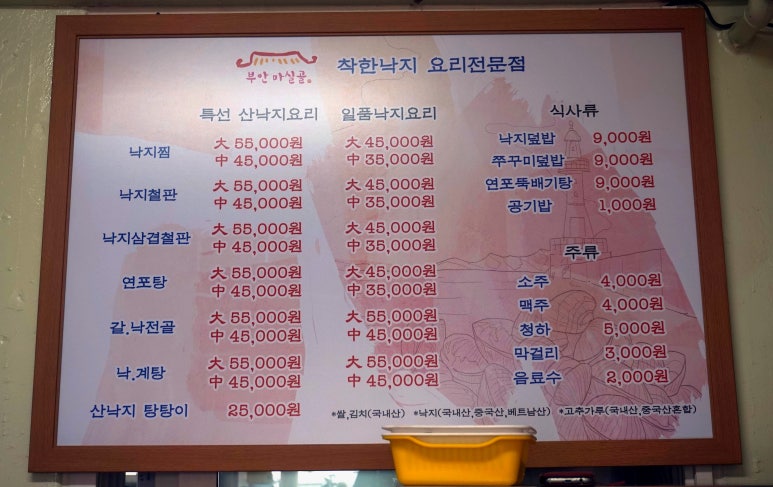 부안 마실골 착한낙지 요리전문점
특선 산낙지요리 일품낙지요리
낙지찜 大 55,000원 大 45,000원
中 45,000원 中 35,000원
낙지철판 大 55,000원 大 45,000원
中 45,000원 中 35,000원
낙지삼겹철판 大 55,000원 大 45,000원
中 45,000원 中 35,000원
연포탕 大 55,000원 大 45,000원
中 45,000원 中 35,000원
갈.낙전골 大 55,000원 大 55,000원
中 45,000원 中 45,000원
낙.계탕 大 55,000원 大 55,000원
中 45,000원 中 45,000원
산낙지 탕탕이 25,000원
식사류
낙지덮밥 9,000원
쭈꾸미덮밥 9,000원
연포뚝배기탕 9,000원
공기밥 1,000원
주류
소주 4,000원
맥주 4,000원
청하 5,000원
막걸리 3,000원
음료수 2,000원
*쌀,김치(국내산) *낙지(국내산,중국산,베트남산) *고추가루(국내산,중국산혼합)